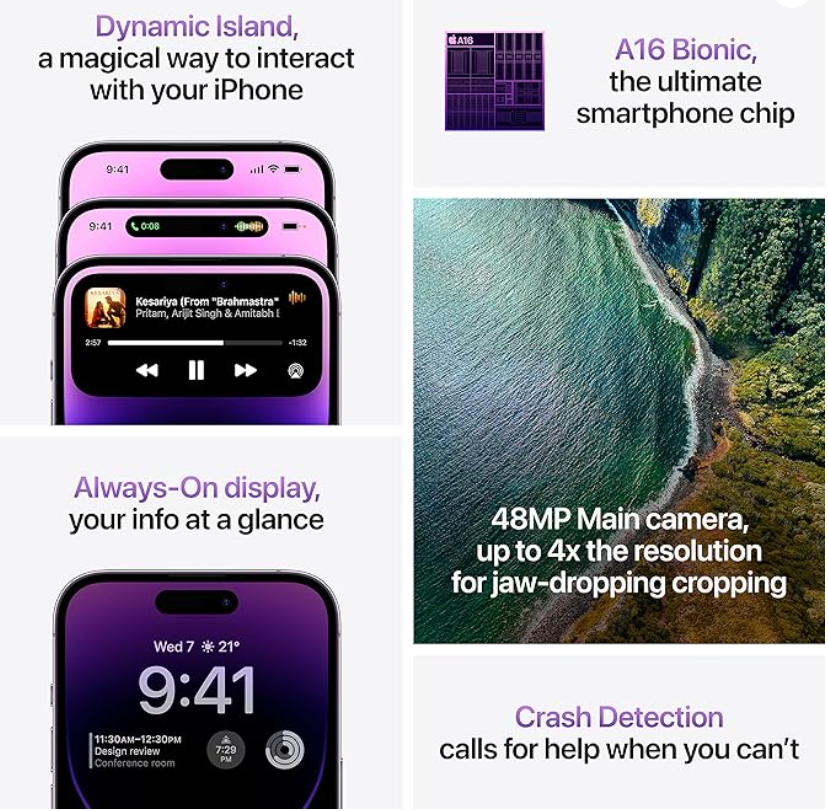 Dynamic Island,
a magical way to interact
with your iPhone
9:41
9:41
0:08
KESARIYA
Kesariya (From "Brahmastra"
Pritam, Arijit Singh & Amitabh
2:57
-1:32
Always-On display,
your info at a glance
Wed 7 21°
9:41
11:30AM–12:30PM
Design review
Conference room
7:29
PM
A16
A16 Bionic,
the ultimate
smartphone chip
48MP Main camera,
up to 4x the resolution
for jaw-dropping cropping
Crash Detection
calls for help when you can't